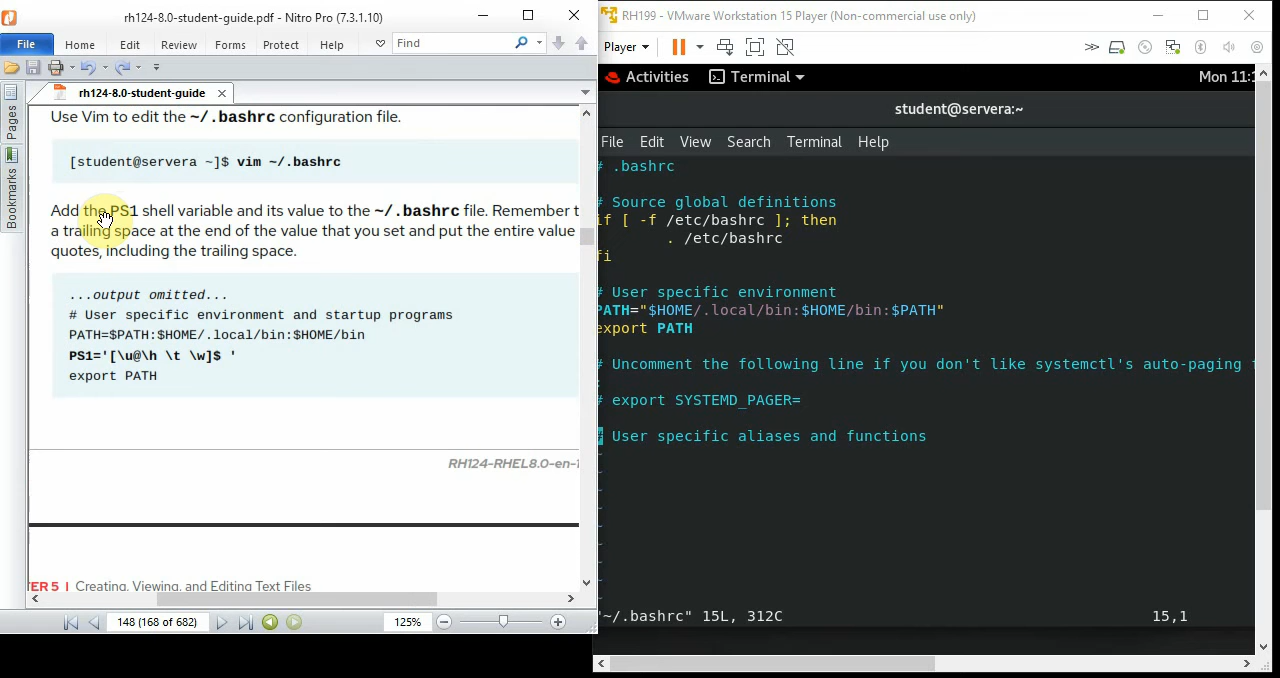 rh124-8.0-student-guide.pdf - Nitro Pro (7.3.1.10)
File Home Edit Review Forms Protect Help Find
rh124-8.0-student-guide
Pages
Bookmarks
Use Vim to edit the ~/.bashrc configuration file.
[student@servera ~]$ vim ~/.bashrc
Add the PS1 shell variable and its value to the ~/.bashrc file. Remember t
a trailing space at the end of the value that you set and put the entire value
quotes, including the trailing space.
...output omitted...
# User specific environment and startup programs
PATH=$PATH:$HOME/.local/bin:$HOME/bin
PS1='[\u@\h \t \w]$ '
export PATH
RH124-RHEL8.0-en-1
TER 5 | Creating, Viewing, and Editing Text Files
148 (168 of 682) 125%
RH199 - VMware Workstation 15 Player (Non-commercial use only)
Player
Activities Terminal Mon 11:1
student@servera:~
File Edit View Search Terminal Help
# .bashrc
# Source global definitions
if [ -f /etc/bashrc ]; then
. /etc/bashrc
fi
# User specific environment
PATH="$HOME/.local/bin:$HOME/bin:$PATH"
export PATH
# Uncomment the following line if you don't like systemctl's auto-paging f
:
# export SYSTEMD_PAGER=
# User specific aliases and functions
~
~
~
~
~
~
~
~
"~/.bashrc" 15L, 312C 15,1